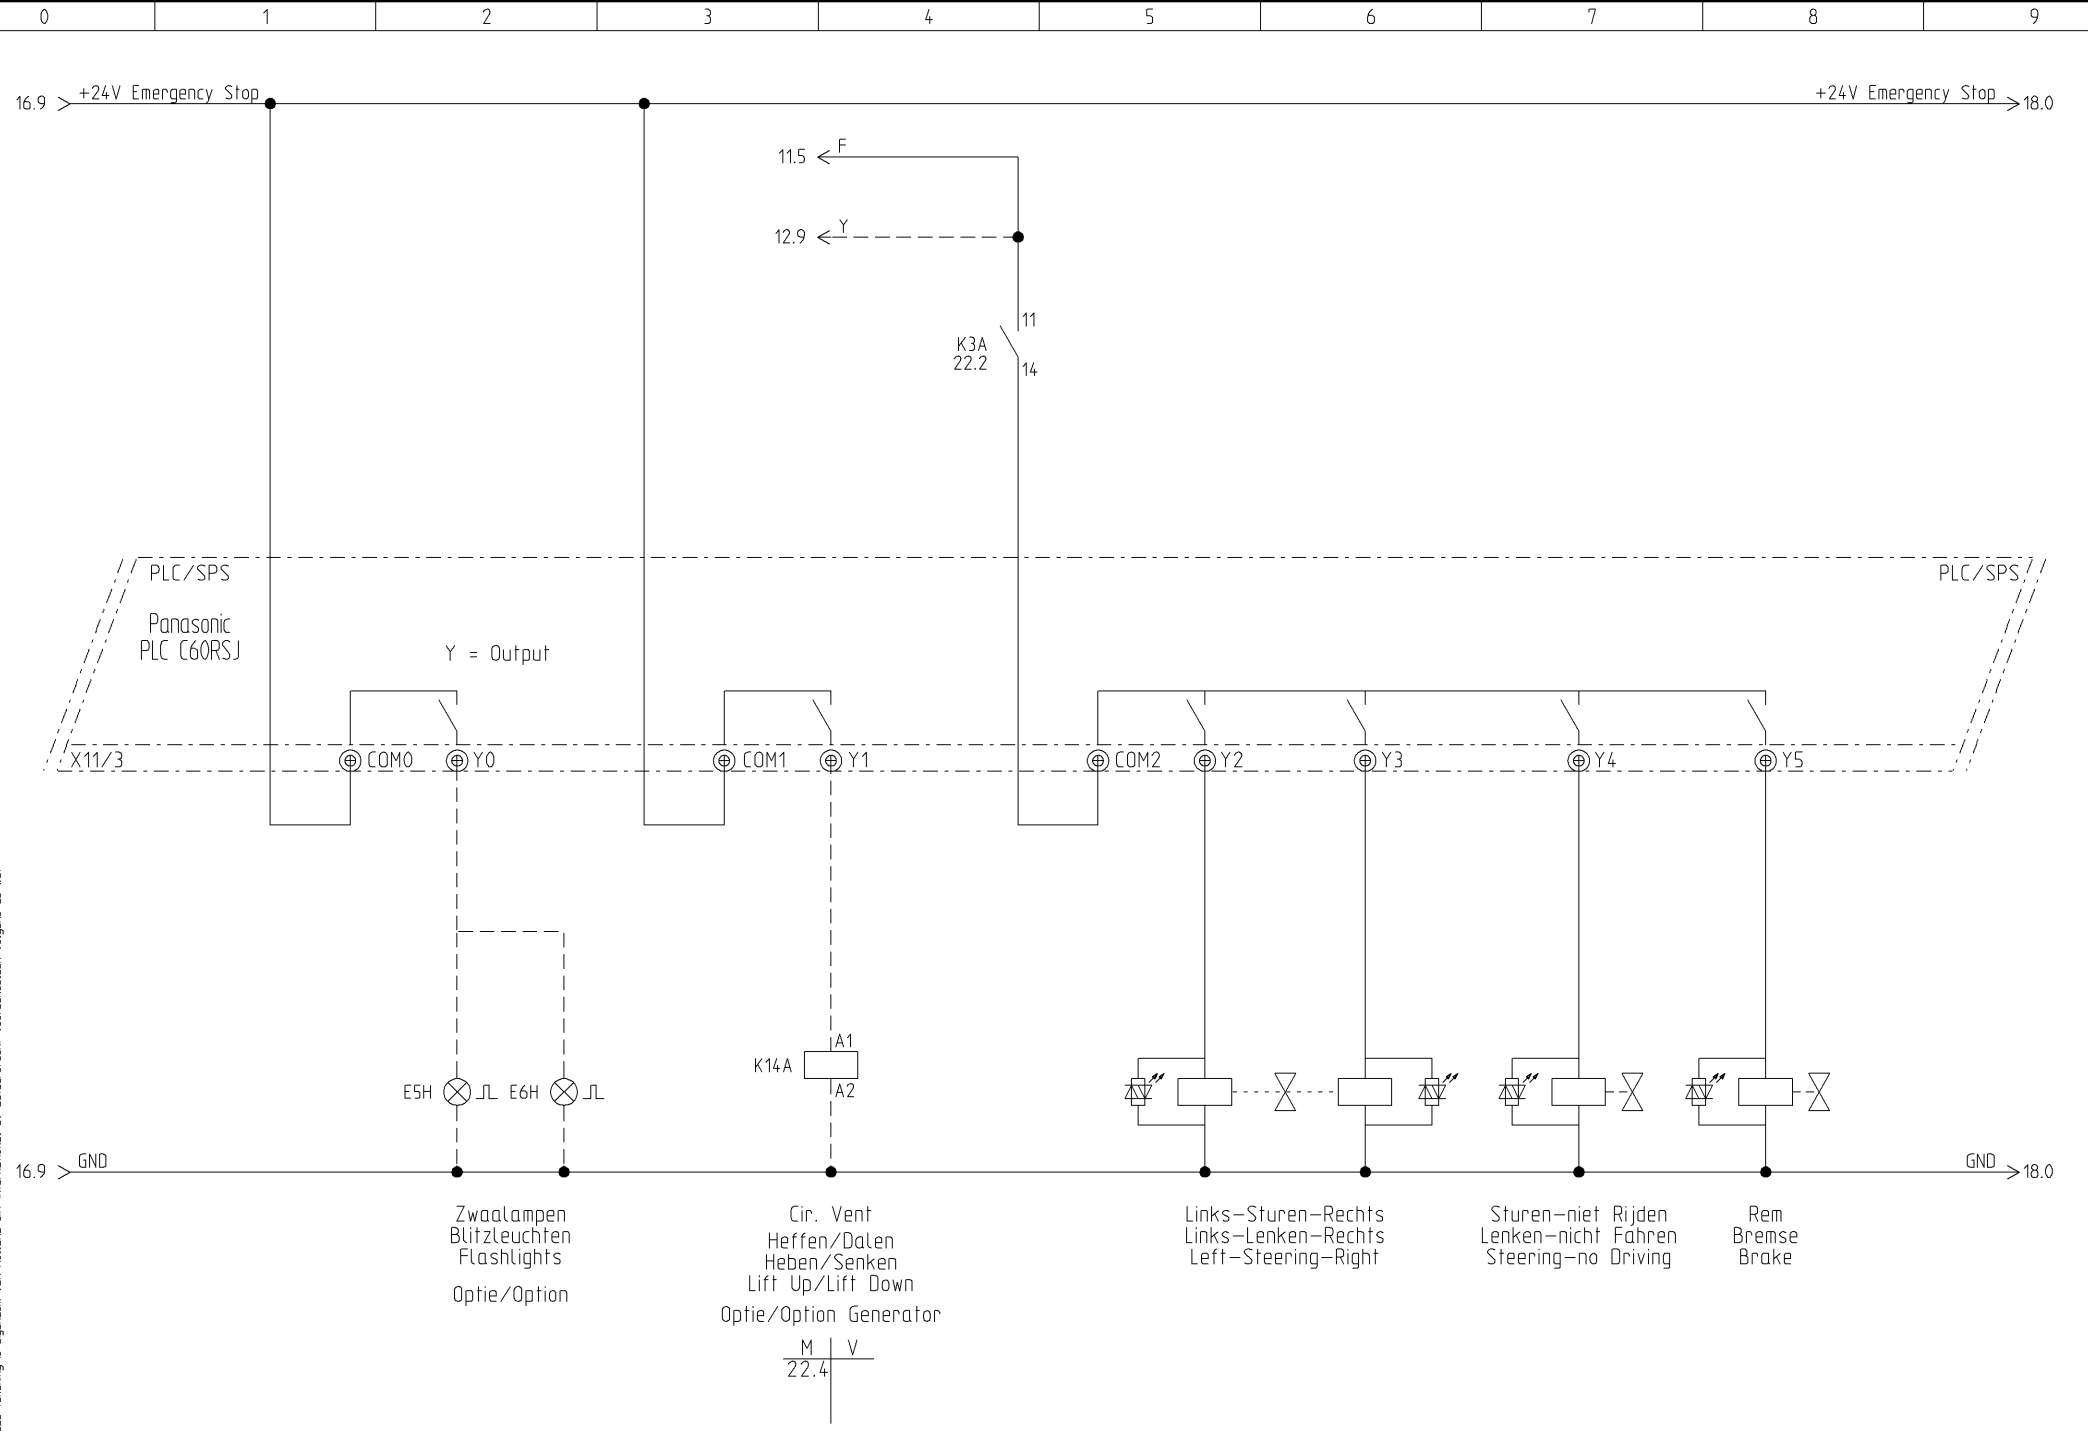 0 1 2 3 4 5 6 7 8 9
16.9 +24V Emergency Stop +24V Emergency Stop 18.0
11.5 F
12.9 Y
11
K3A
22.2
14
PLC/SPS PLC/SPS
Panasonic
PLC C60RSJ
Y = Output
X11/3 COM0 Y0 COM1 Y1 COM2 Y2 Y3 Y4 Y5
A1
K14A
A2
E5H E6H
16.9 GND GND 18.0
Zwaalampen
Blitzleuchten
Flashlights
Optie/Option
Cir. Vent
Heffen/Dalen
Heben/Senken
Lift Up/Lift Down
Optie/Option Generator
M V
22.4
Links-Sturen-Rechts
Links-Lenken-Rechts
Left-Steering-Right
Sturen-niet Rijden
Lenken-nicht Fahren
Steering-no Driving
Rem
Bremse
Brake